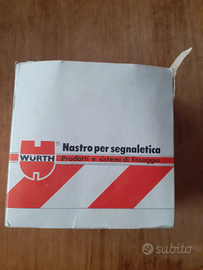 Nastro per segnaletica
WÜRTH
®
Prodotti e sistemi di fissaggio
subito